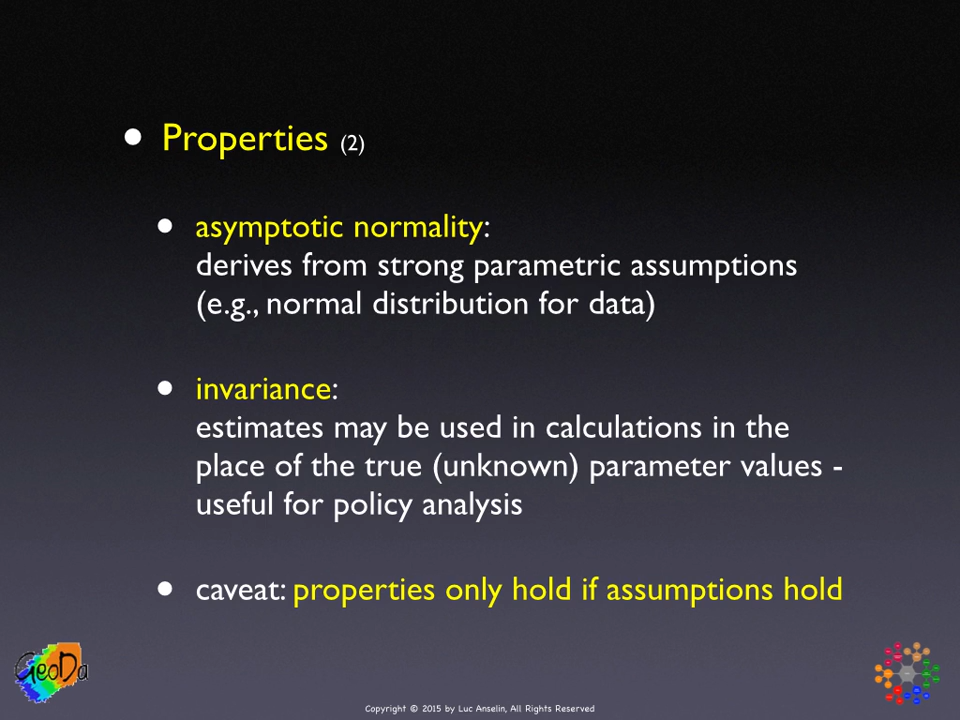 • Properties (2)
• asymptotic normality:
derives from strong parametric assumptions
(e.g., normal distribution for data)
• invariance:
estimates may be used in calculations in the
place of the true (unknown) parameter values -
useful for policy analysis
• caveat: properties only hold if assumptions hold
GeoDa
Copyright © 2015 by Luc Anselin, All Rights Reserved